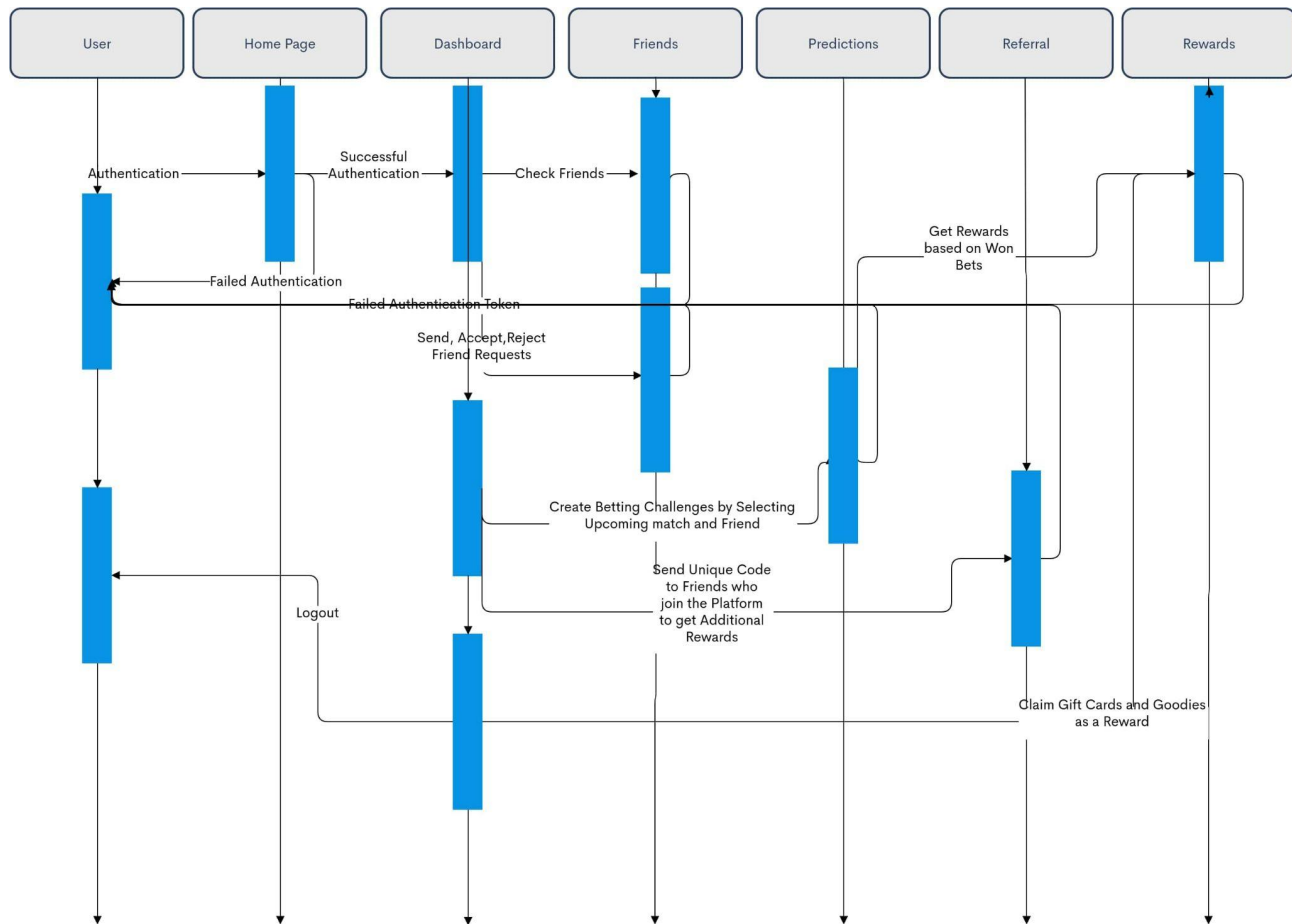 User
Home Page
Dashboard
Friends
Predictions
Referral
Rewards
Authentication
Successful
Authentication
Check Friends
Get Rewards
based on Won
Bets
Failed Authentication
Failed Authentication Token
Send, Accept,Reject
Friend Requests
Create Betting Challenges by Selecting
Upcoming match and Friend
Send Unique Code
to Friends who
join the Platform
to get Additional
Rewards
Logout
Claim Gift Cards and Goodies
as a Reward